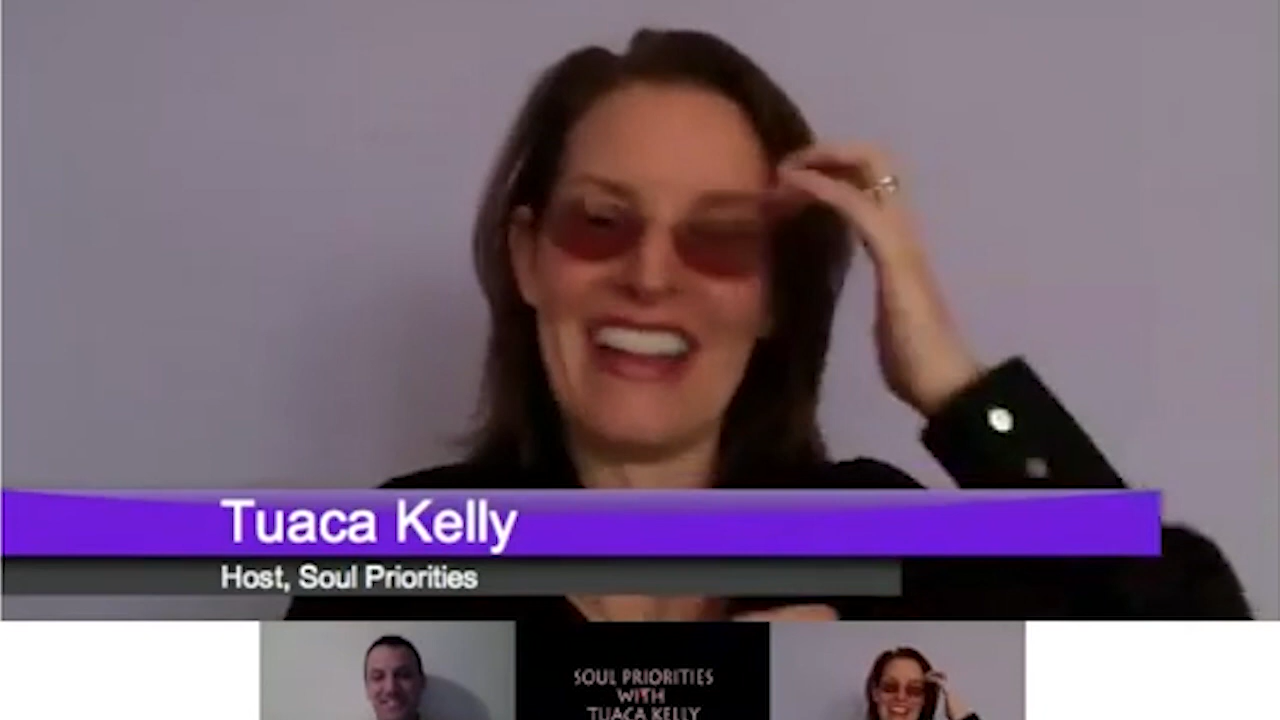 Tuaca Kelly
Host, Soul Priorities
SOUL PRIORITIES
WITH
TUACA KELLY